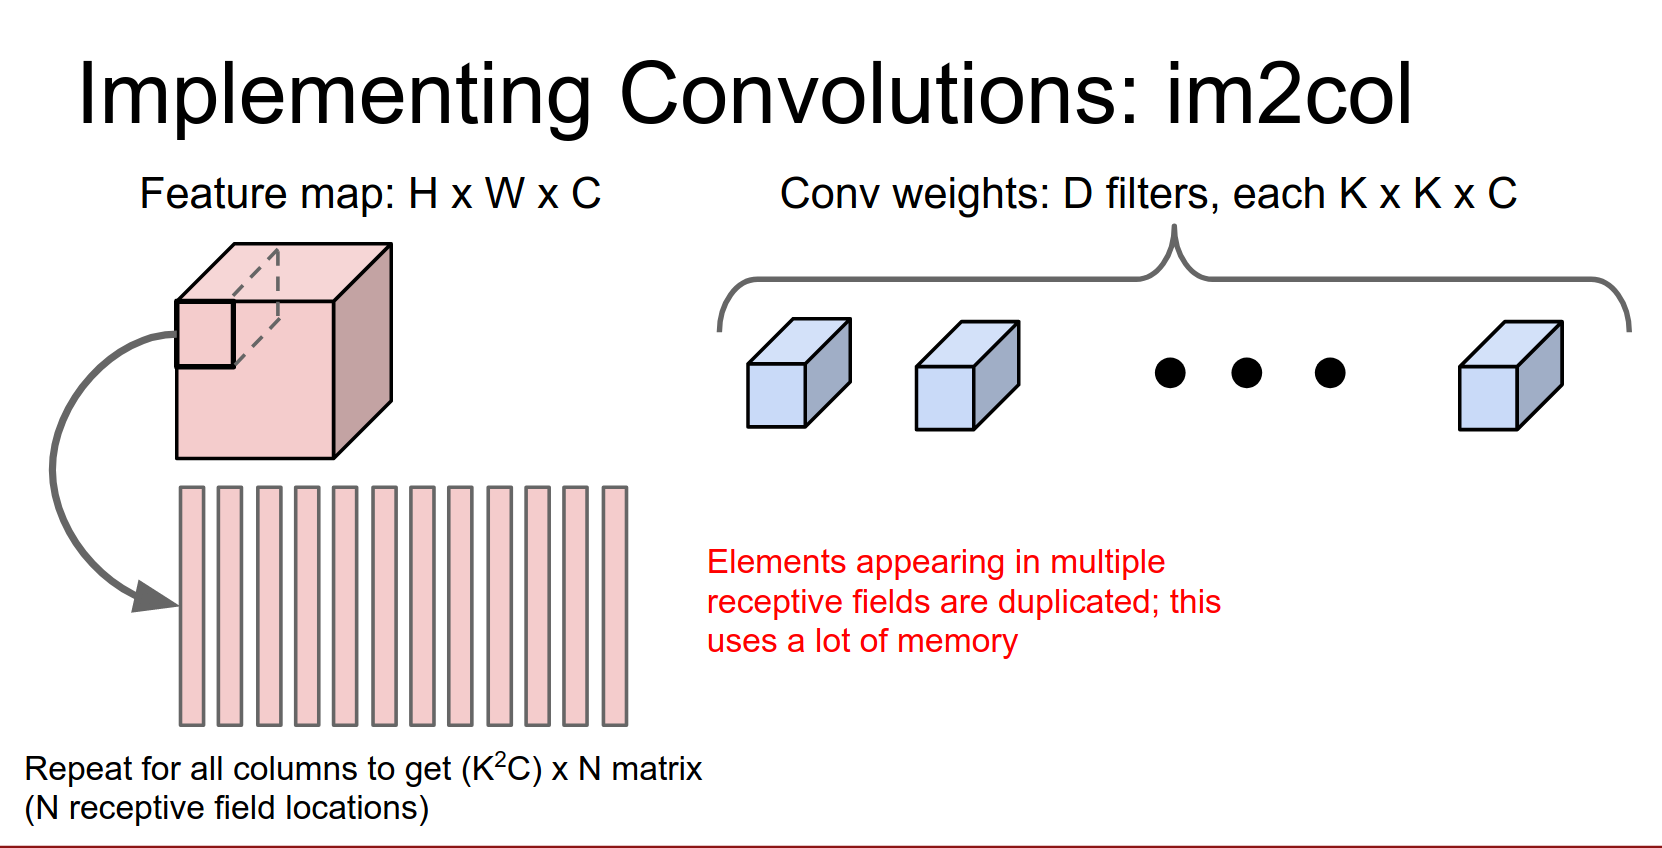 Implementing Convolutions: im2col
Feature map: H x W x C
Conv weights: D filters, each K x K x C
Elements appearing in multiple
receptive fields are duplicated; this
uses a lot of memory
Repeat for all columns to get (K²C) x N matrix
(N receptive field locations)